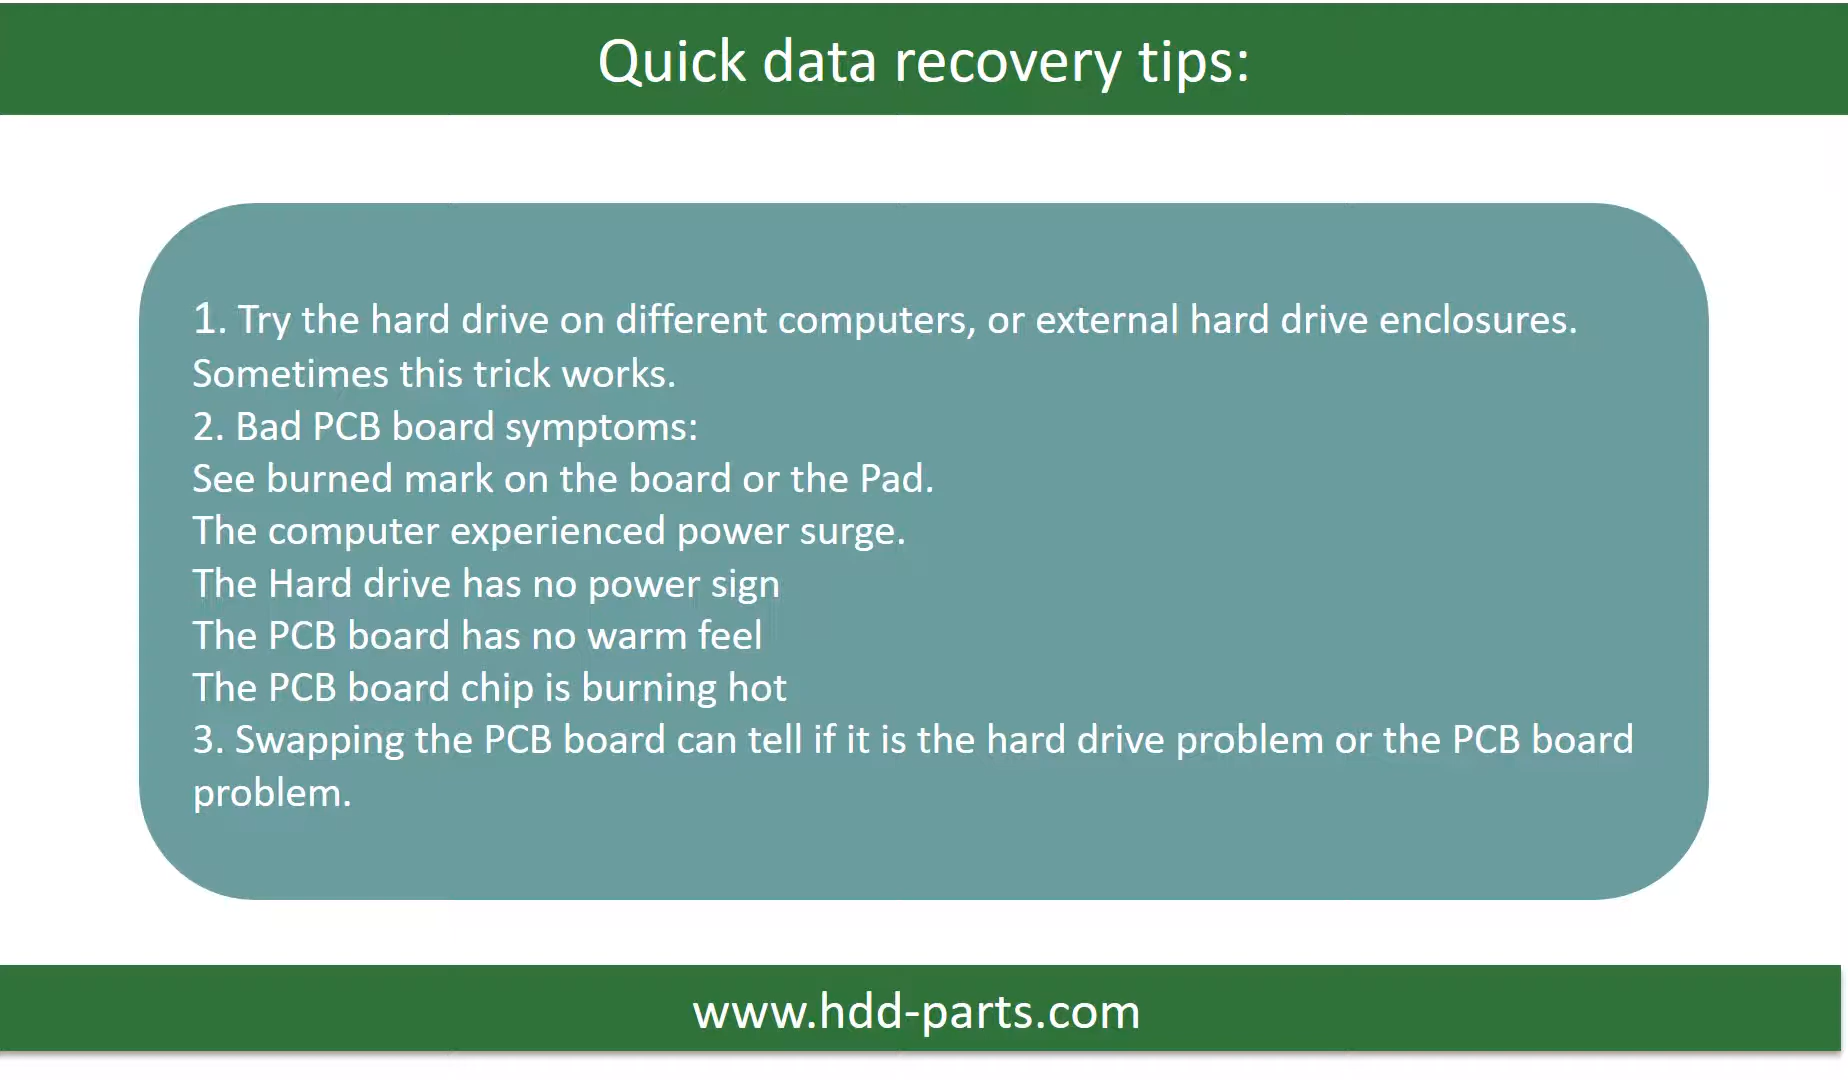 Quick data recovery tips:
1. Try the hard drive on different computers, or external hard drive enclosures.
Sometimes this trick works.
2. Bad PCB board symptoms:
See burned mark on the board or the Pad.
The computer experienced power surge.
The Hard drive has no power sign
The PCB board has no warm feel
The PCB board chip is burning hot
3. Swapping the PCB board can tell if it is the hard drive problem or the PCB board
problem.
www.hdd-parts.com